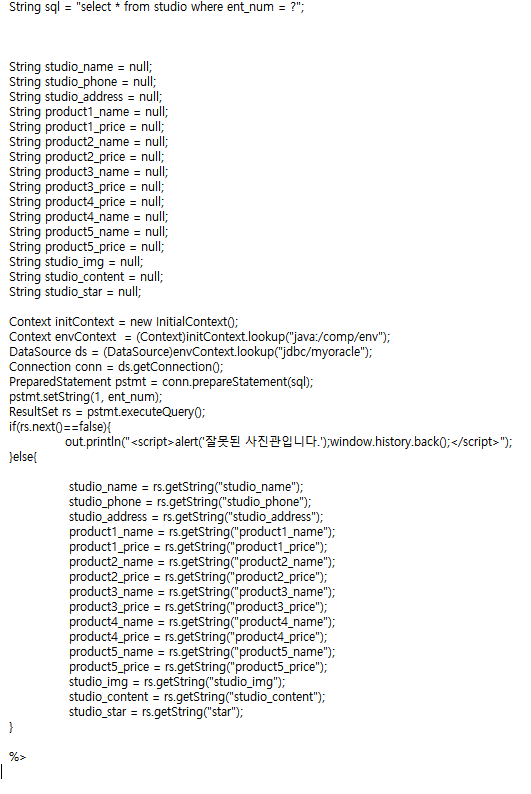 String sql = "select * from studio where ent_num = ?";
String studio_name = null;
String studio_phone = null;
String studio_address = null;
String product1_name = null;
String product1_price = null;
String product2_name = null;
String product2_price = null;
String product3_name = null;
String product3_price = null;
String product4_price = null;
String product4_name = null;
String product5_name = null;
String product5_price = null;
String studio_img = null;
String studio_content = null;
String studio_star = null;
Context initContext = new InitialContext();
Context envContext  = (Context)initContext.lookup("java:/comp/env");
DataSource ds = (DataSource)envContext.lookup("jdbc/myoracle");
Connection conn = ds.getConnection();
PreparedStatement pstmt = conn.prepareStatement(sql);
pstmt.setString(1, ent_num);
ResultSet rs = pstmt.executeQuery();
if(rs.next()==false){
out.println("<script>alert('잘못된 사진관입니다.');window.history.back();</script>");
}else{
studio_name = rs.getString("studio_name");
studio_phone = rs.getString("studio_phone");
studio_address = rs.getString("studio_address");
product1_name = rs.getString("product1_name");
product1_price = rs.getString("product1_price");
product2_name = rs.getString("product2_name");
product2_price = rs.getString("product2_price");
product3_name = rs.getString("product3_name");
product3_price = rs.getString("product3_price");
product4_name = rs.getString("product4_name");
product4_price = rs.getString("product4_price");
product5_name = rs.getString("product5_name");
product5_price = rs.getString("product5_price");
studio_img = rs.getString("studio_img");
studio_content = rs.getString("studio_content");
studio_star = rs.getString("star");
}
%>